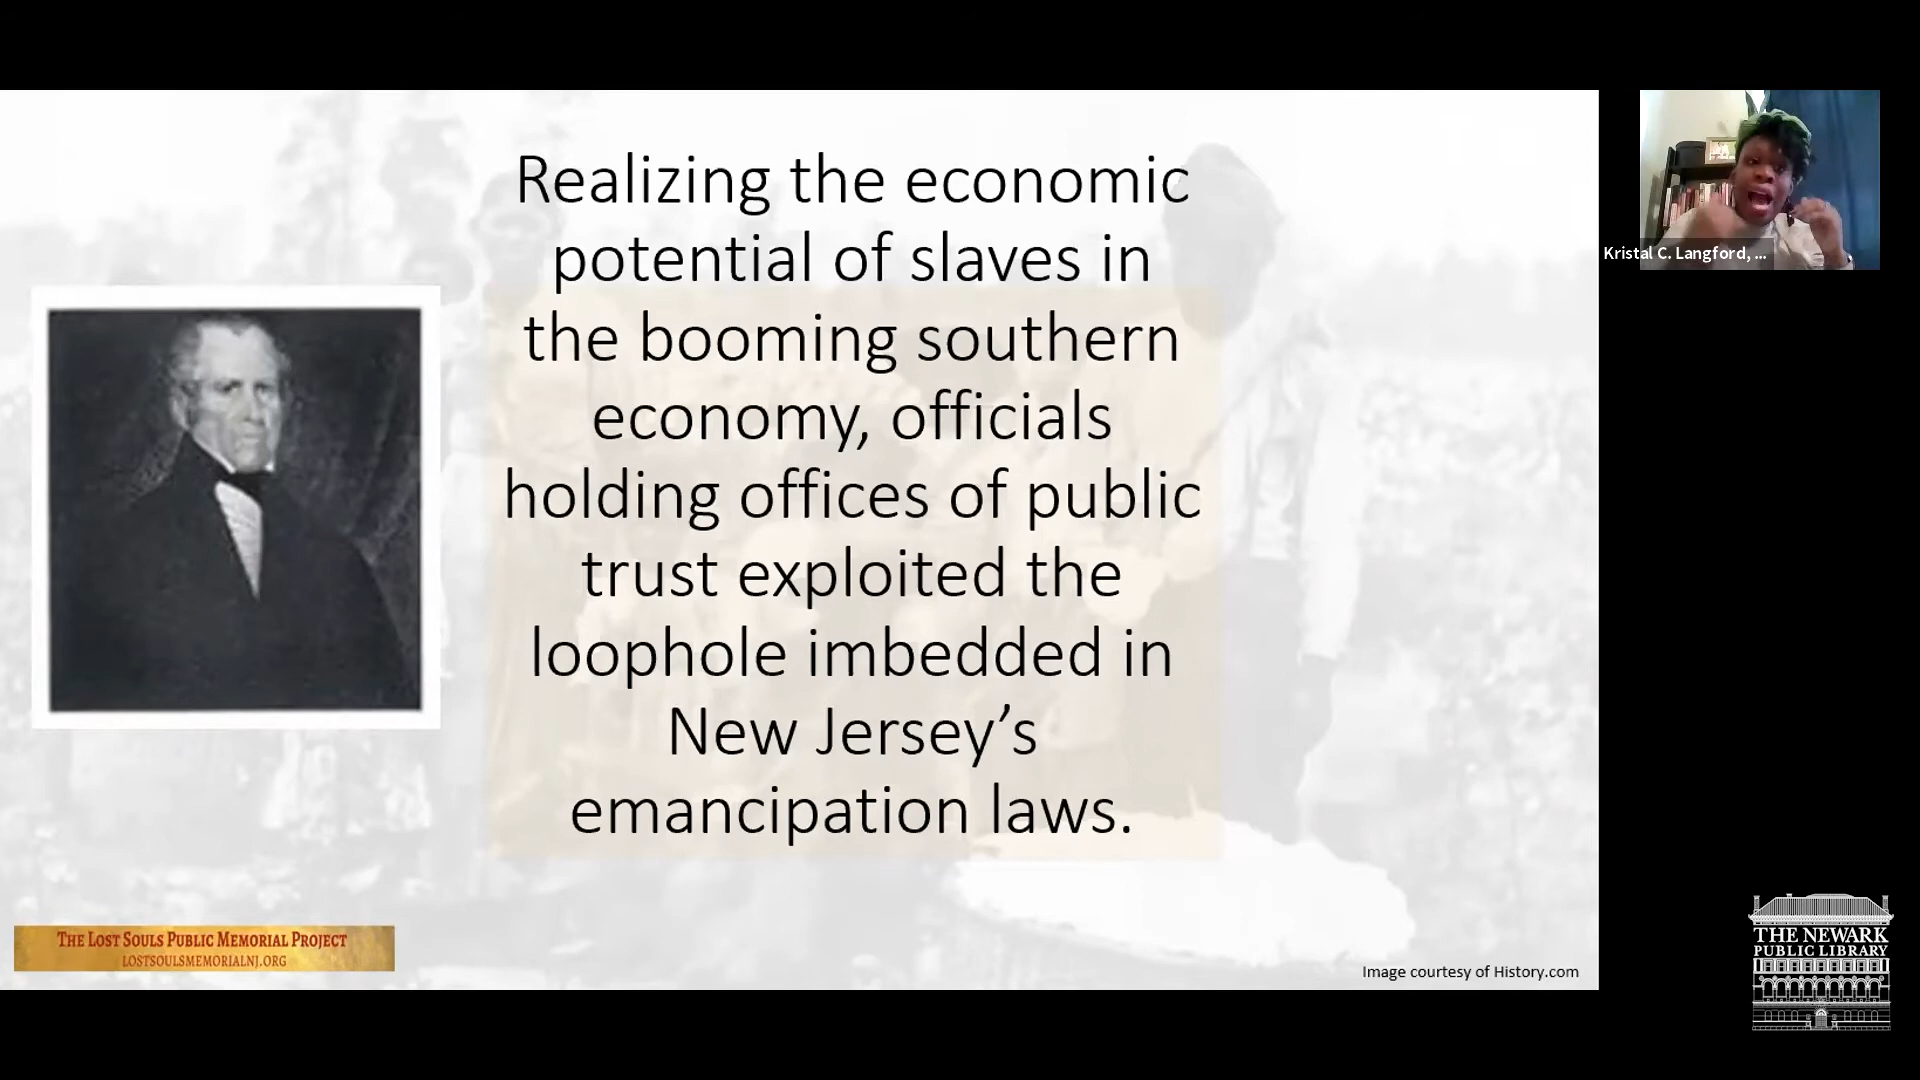 Realizing the economic
potential of slaves in
the booming southern
economy, officials
holding offices of public
trust exploited the
loophole imbedded in
New Jersey’s
emancipation laws.
THE LOST SOULS PUBLIC MEMORIAL PROJECT
LOSTSOULSMEMORIALNJ.ORG
Image courtesy of History.com
Kristal C. Langford, ...
THE NEWARK
PUBLIC LIBRARY